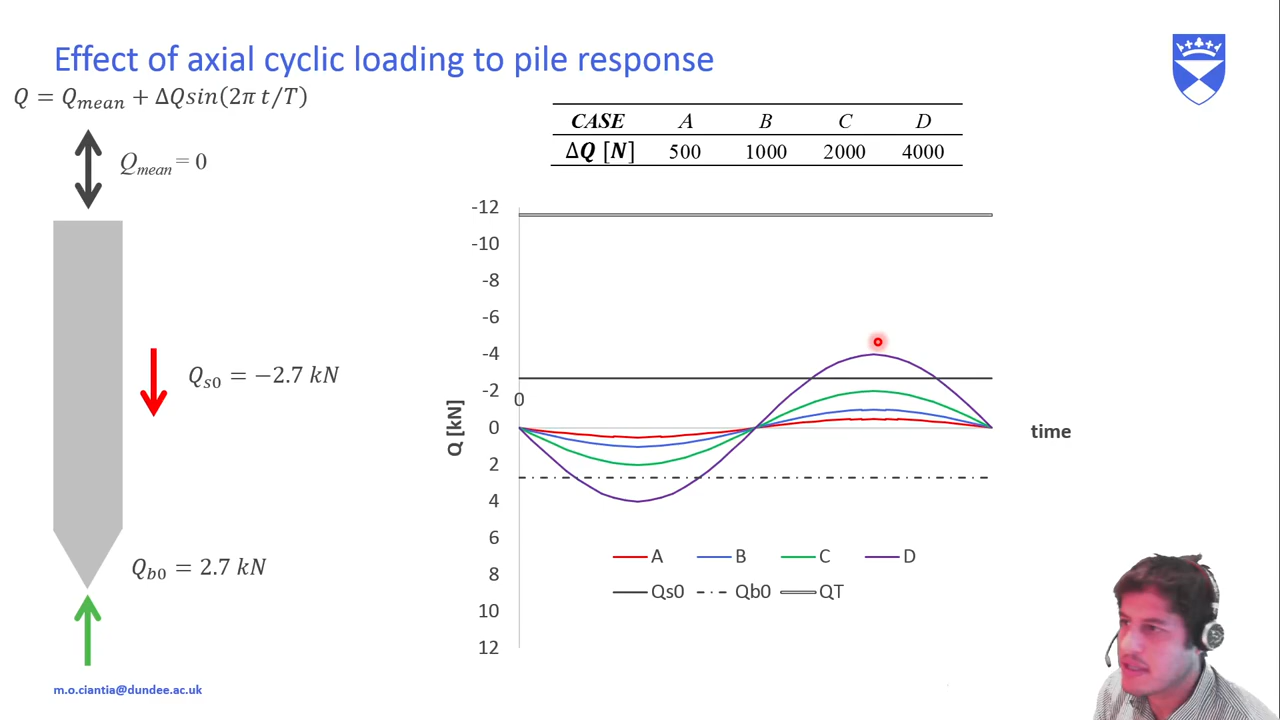 Effect of axial cyclic loading to pile response
Q = Q_mean + ΔQsin(2π t/T)
Q_mean = 0
Q_s0 = −2.7 kN
Q_b0 = 2.7 kN
m.o.ciantia@dundee.ac.uk
CASE A B C D
ΔQ [N] 500 1000 2000 4000
-12
-10
-8
-6
-4
-2
0
0
2
4
6
8
10
12
Q [kN]
time
A B C D
Qs0 Qb0 QT